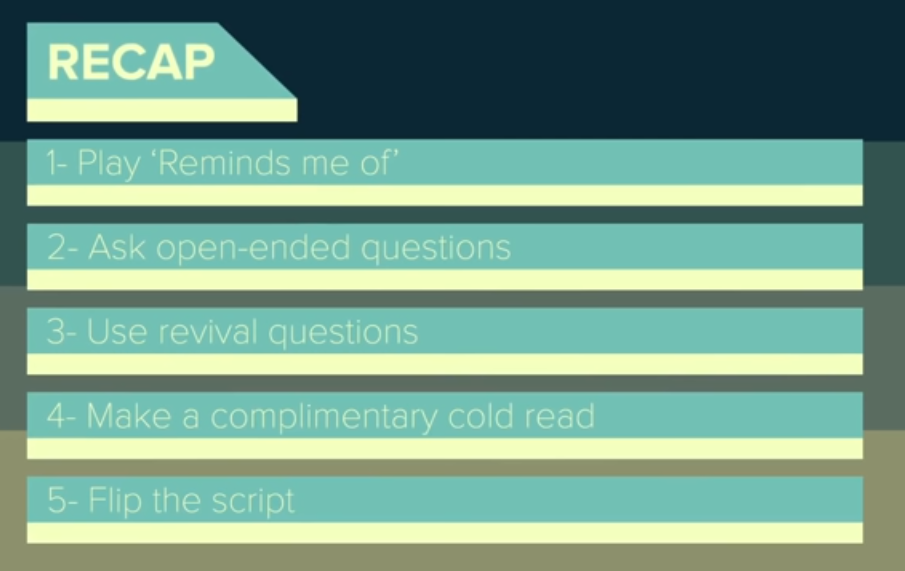 RECAP
1- Play ‘Reminds me of’
2- Ask open-ended questions
3- Use revival questions
4- Make a complimentary cold read
5- Flip the script